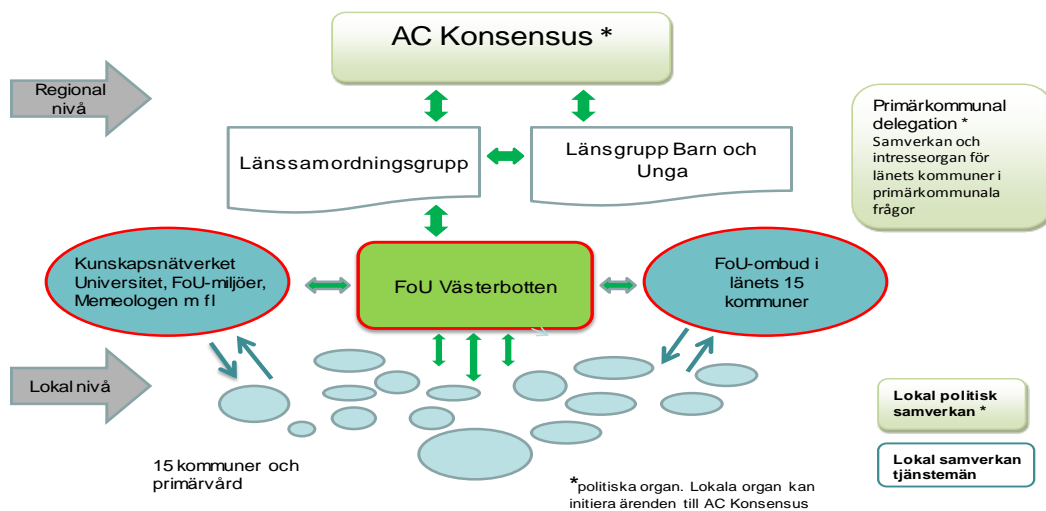 AC Konsensus *
Regional
nivå
Primärkommunal
delegation *
Samverkan och
intresseorgan för
länets kommuner i
primärkommunala
frågor
Länssamordningsgrupp
Länsgrupp Barn och
Unga
Kunskapsnätverket
Universitet, FoU-miljöer,
Memeologen m fl
FoU Västerbotten
FoU-ombud i
länets 15
kommuner
Lokal nivå
Lokal politisk
samverkan *
Lokal samverkan
tjänstemän
15 kommuner och
primärvård
*politiska organ. Lokala organ kan
initiera ärenden till AC Konsensus